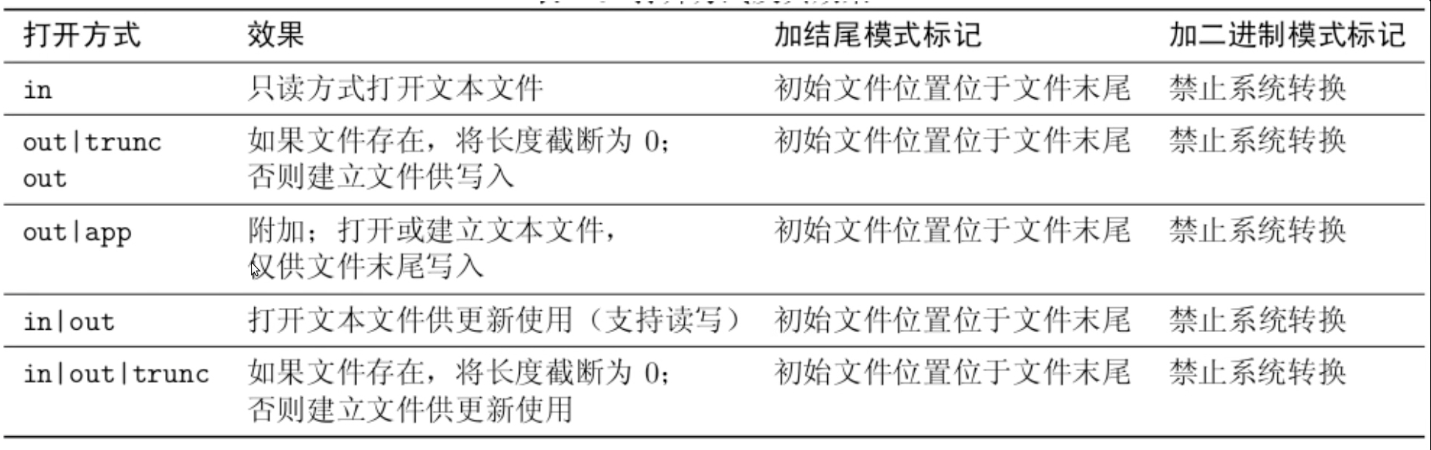 打开方式 效果 加结尾模式标记 加二进制模式标记
in 只读方式打开文本文件 初始文件位置位于文件末尾 禁止系统转换
out|trunc 如果文件存在，将长度截断为 0； 初始文件位置位于文件末尾 禁止系统转换
out 否则建立文件供写入
out|app 附加；打开或建立文本文件， 初始文件位置位于文件末尾 禁止系统转换
仅供文件末尾写入
in|out 打开文本文件供更新使用（支持读写） 初始文件位置位于文件末尾 禁止系统转换
in|out|trunc 如果文件存在，将长度截断为 0； 初始文件位置位于文件末尾 禁止系统转换
否则建立文件供更新使用